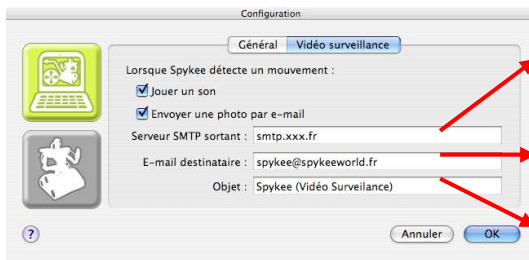 Configuration
Général Vidéo surveillance
Lorsque Spykee détecte un mouvement :
Jouer un son
Envoyer une photo par e-mail
Serveur SMTP sortant : smtp.xxx.fr
E-mail destinataire : spykee@spykeeworld.fr
Objet : Spykee (Vidéo Surveilance)
? Annuler OK